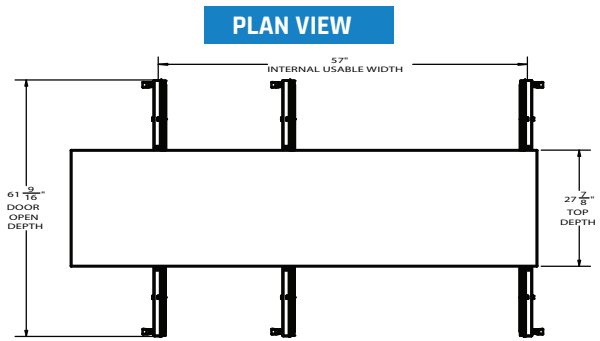 PLAN VIEW
57"
INTERNAL USABLE WIDTH
61 9/16"
DOOR
OPEN
DEPTH
27 7/8"
TOP
DEPTH